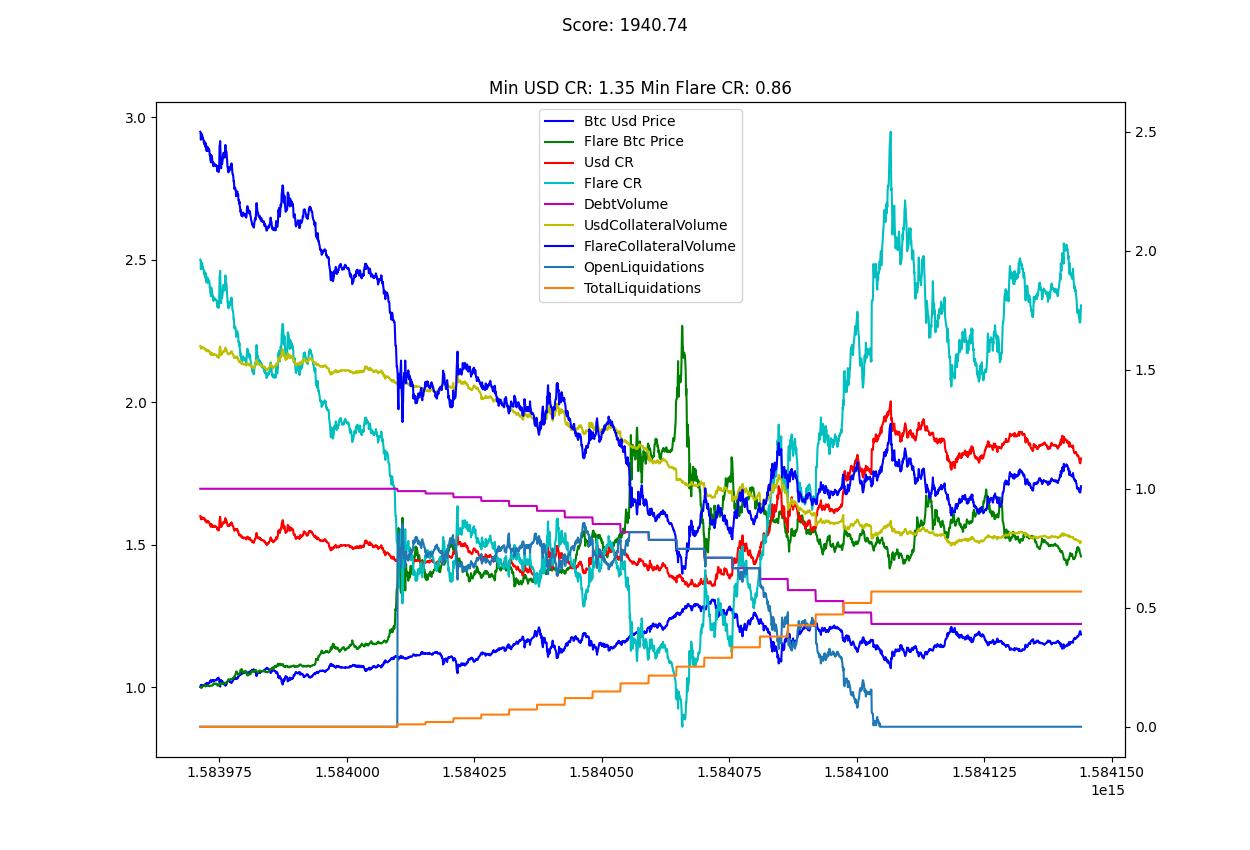 Score: 1940.74
Min USD CR: 1.35 Min Flare CR: 0.86
3.0
2.5
2.0
1.5
1.0
Btc Usd Price
Flare Btc Price
Usd CR
Flare CR
DebtVolume
UsdCollateralVolume
FlareCollateralVolume
OpenLiquidations
TotalLiquidations
2.5
2.0
1.5
1.0
0.5
0.0
1.583975 1.584000 1.584025 1.584050 1.584075 1.584100 1.584125 1.584150
1e15